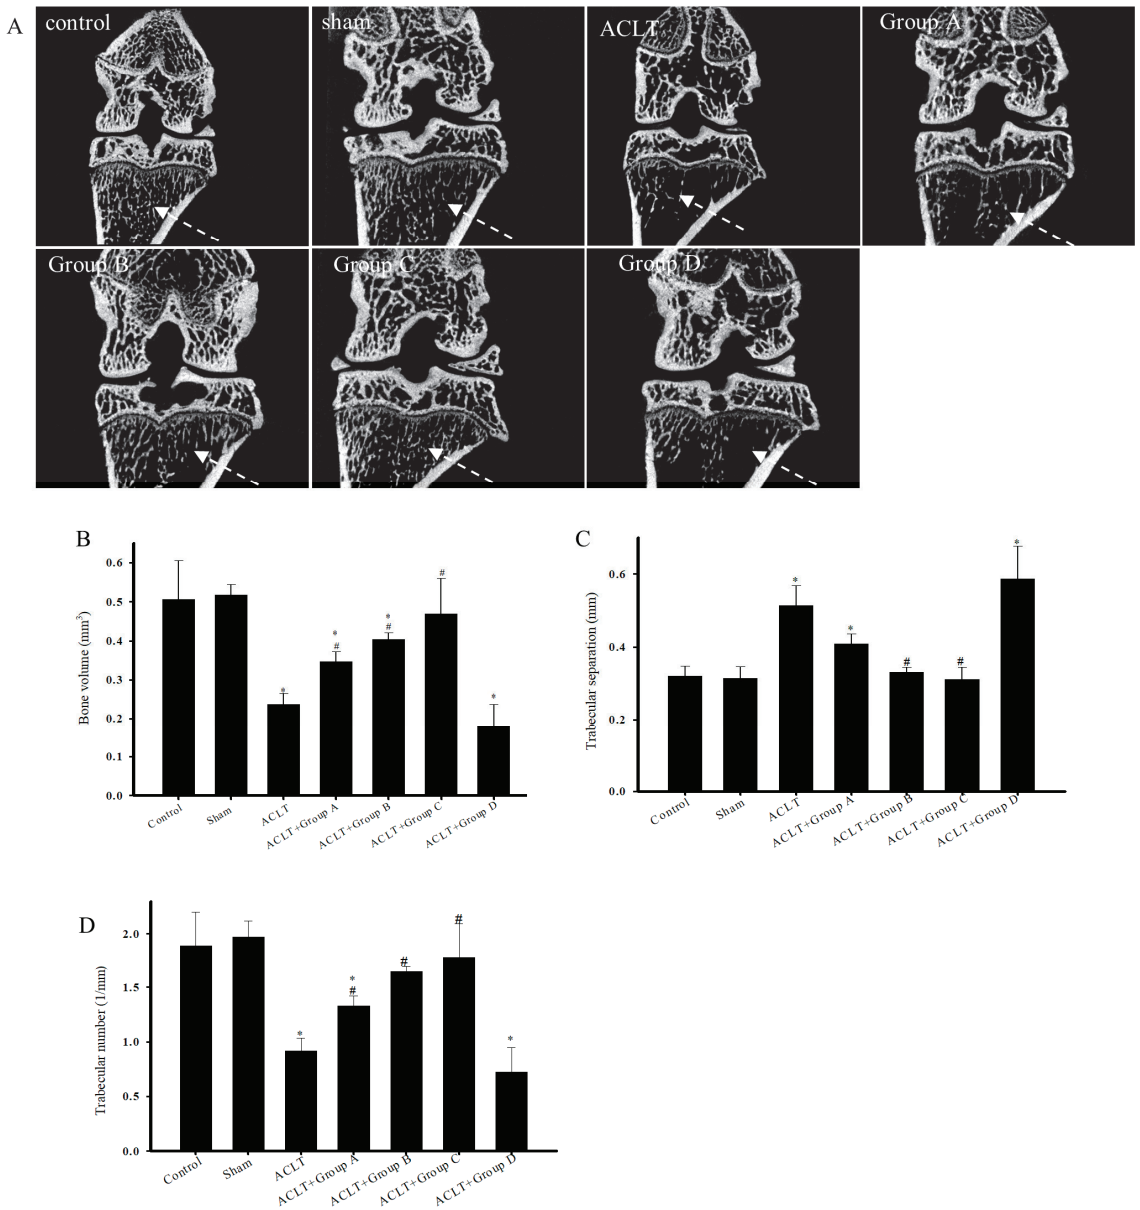 A
control
sham
ACLT
Group A
Group B
Group C
Group D
B
Bone volume (mm³)
0.6
0.5
0.4
0.3
0.2
0.1
0.0
*
*
#
*
#
#
*
Control
Sham
ACLT
ACLT+Group A
ACLT+Group B
ACLT+Group C
ACLT+Group D
C
Trabecular separation (mm)
0.6
0.4
0.2
0.0
*
*
#
#
*
Control
Sham
ACLT
ACLT+Group A
ACLT+Group B
ACLT+Group C
ACLT+Group D
D
Trabecular number (1/mm)
2.0
1.5
1.0
0.5
0.0
*
*
#
#
#
*
Control
Sham
ACLT
ACLT+Group A
ACLT+Group B
ACLT+Group C
ACLT+Group D